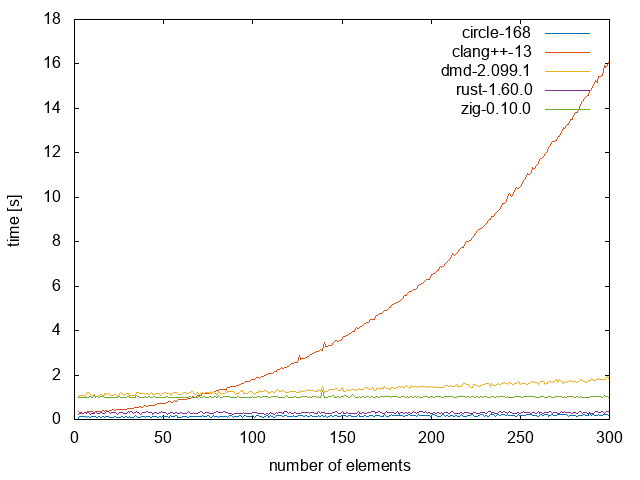 18
16
14
12
10
8
6
4
2
0
time [s]
circle-168
clang++-13
dmd-2.099.1
rust-1.60.0
zig-0.10.0
0 50 100 150 200 250 300
number of elements